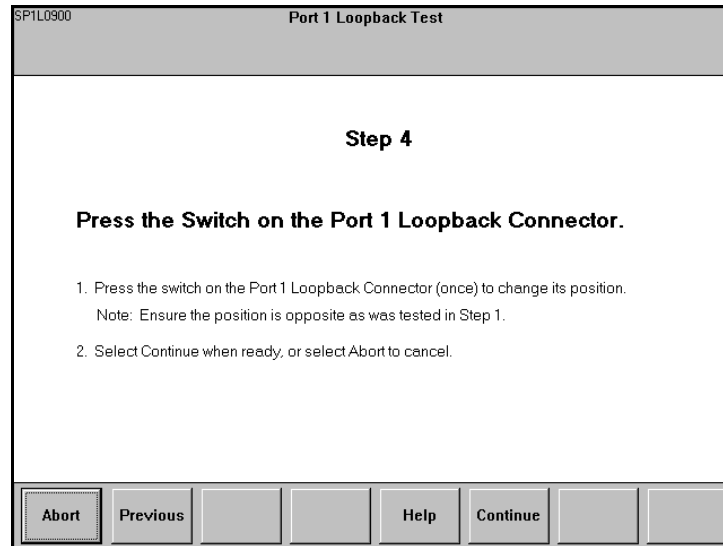 SP1L0900
Port 1 Loopback Test
Step 4
Press the Switch on the Port 1 Loopback Connector.
1. Press the switch on the Port 1 Loopback Connector (once) to change its position.
Note: Ensure the position is opposite as was tested in Step 1.
2. Select Continue when ready, or select Abort to cancel.
Abort
Previous
Help
Continue